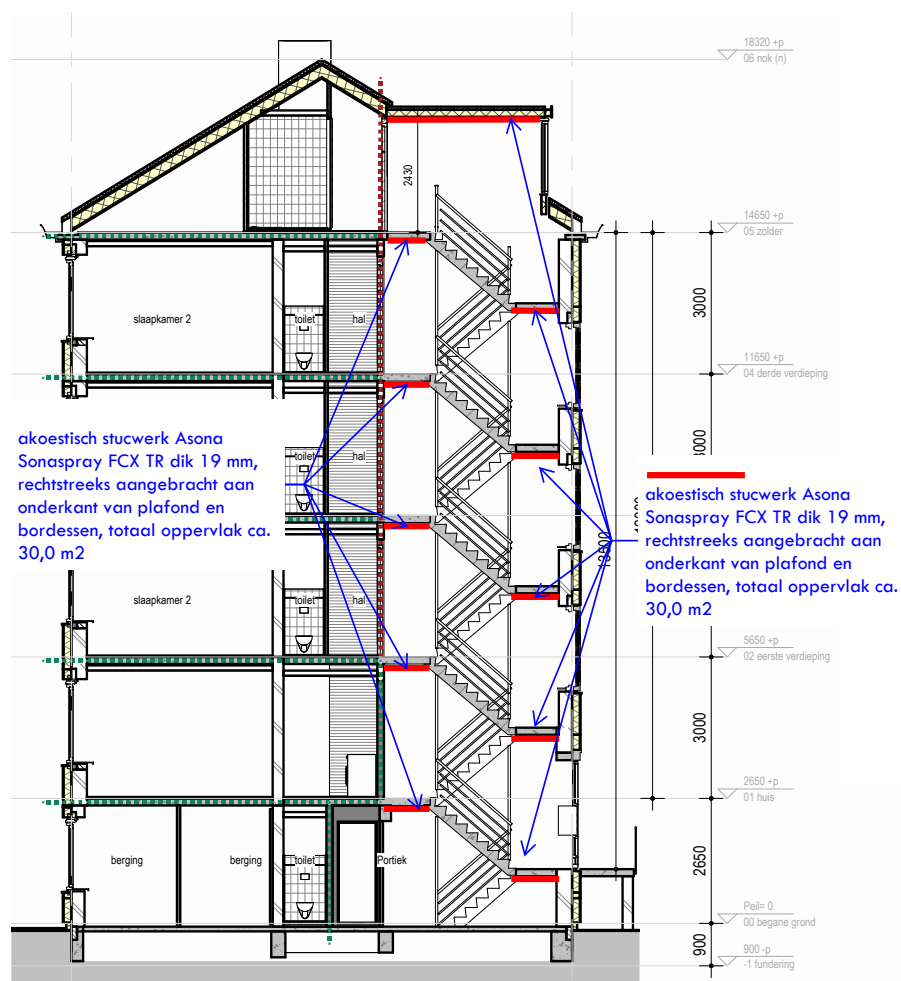 18320 +p
06 nok (n)
2430
14650 +p
05 zolder
3000
slaapkamer 2
toilet
hal
11650 +p
04 derde verdieping
akoestisch stucwerk Asona
Sonaspray FCX TR dik 19 mm,
rechtstreeks aangebracht aan
onderkant van plafond en
bordessen, totaal oppervlak ca.
30,0 m2
toilet
hal
akoestisch stucwerk Asona
Sonaspray FCX TR dik 19 mm,
rechtstreeks aangebracht aan
onderkant van plafond en
bordessen, totaal oppervlak ca.
30,0 m2
slaapkamer 2
toilet
hal
5650 +p
02 eerste verdieping
3000
2650 +p
01 huis
berging
berging
toilet
Portiek
2650
Peil= 0
00 begane grond
900
900 -p
-1 fundering